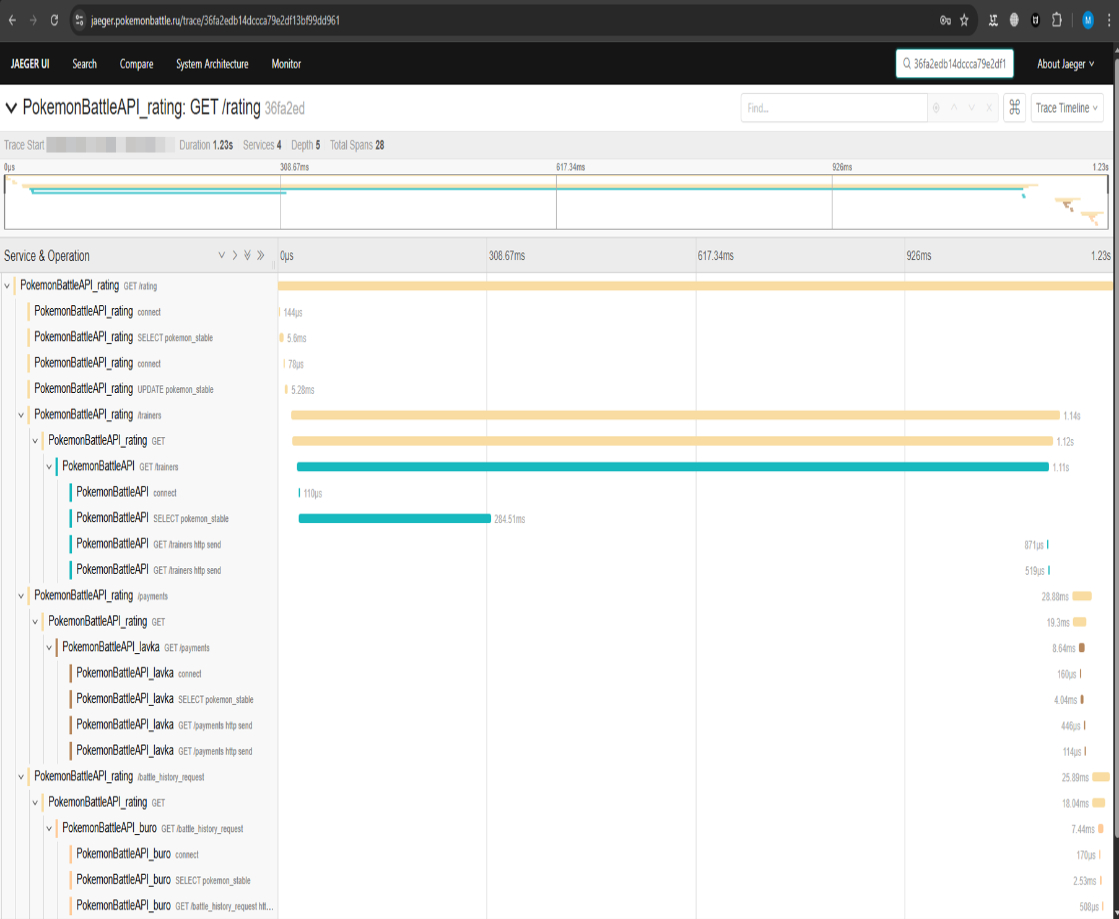 jaeger.pokemonbattle.ru/trace/36fa2edb14dccca79e2df13bf99dd961
M
JAEGER UI Search Compare System Architecture Monitor 36fa2edb14dccca79e2df1 About Jaeger
PokemonBattleAPI_rating: GET /rating 36fa2ed Find... Trace Timeline
Trace Start Duration 1.23s Services 4 Depth 5 Total Spans 28
0μs 308.67ms 617.34ms 926ms 1.23s
Service & Operation 0μs 308.67ms 617.34ms 926ms 1.23s
PokemonBattleAPI_rating GET /rating
PokemonBattleAPI_rating connect 144μs
PokemonBattleAPI_rating SELECT pokemon_stable 5.6ms
PokemonBattleAPI_rating connect 78μs
PokemonBattleAPI_rating UPDATE pokemon_stable 5.28ms
PokemonBattleAPI_rating /trainers 1.14s
PokemonBattleAPI_rating GET 1.12s
PokemonBattleAPI GET /trainers 1.11s
PokemonBattleAPI connect 110μs
PokemonBattleAPI SELECT pokemon_stable 284.51ms
PokemonBattleAPI GET /trainers http send 871μs
PokemonBattleAPI GET /trainers http send 519μs
PokemonBattleAPI_rating /payments 28.88ms
PokemonBattleAPI_rating GET 19.3ms
PokemonBattleAPI_lavka GET /payments 8.64ms
PokemonBattleAPI_lavka connect 160μs
PokemonBattleAPI_lavka SELECT pokemon_stable 4.04ms
PokemonBattleAPI_lavka GET /payments http send 446μs
PokemonBattleAPI_lavka GET /payments http send 114μs
PokemonBattleAPI_rating /battle_history_request 25.89ms
PokemonBattleAPI_rating GET 18.04ms
PokemonBattleAPI_buro GET /battle_history_request 7.44ms
PokemonBattleAPI_buro connect 170μs
PokemonBattleAPI_buro SELECT pokemon_stable 2.53ms
PokemonBattleAPI_buro GET /battle_history_request htt... 508μs